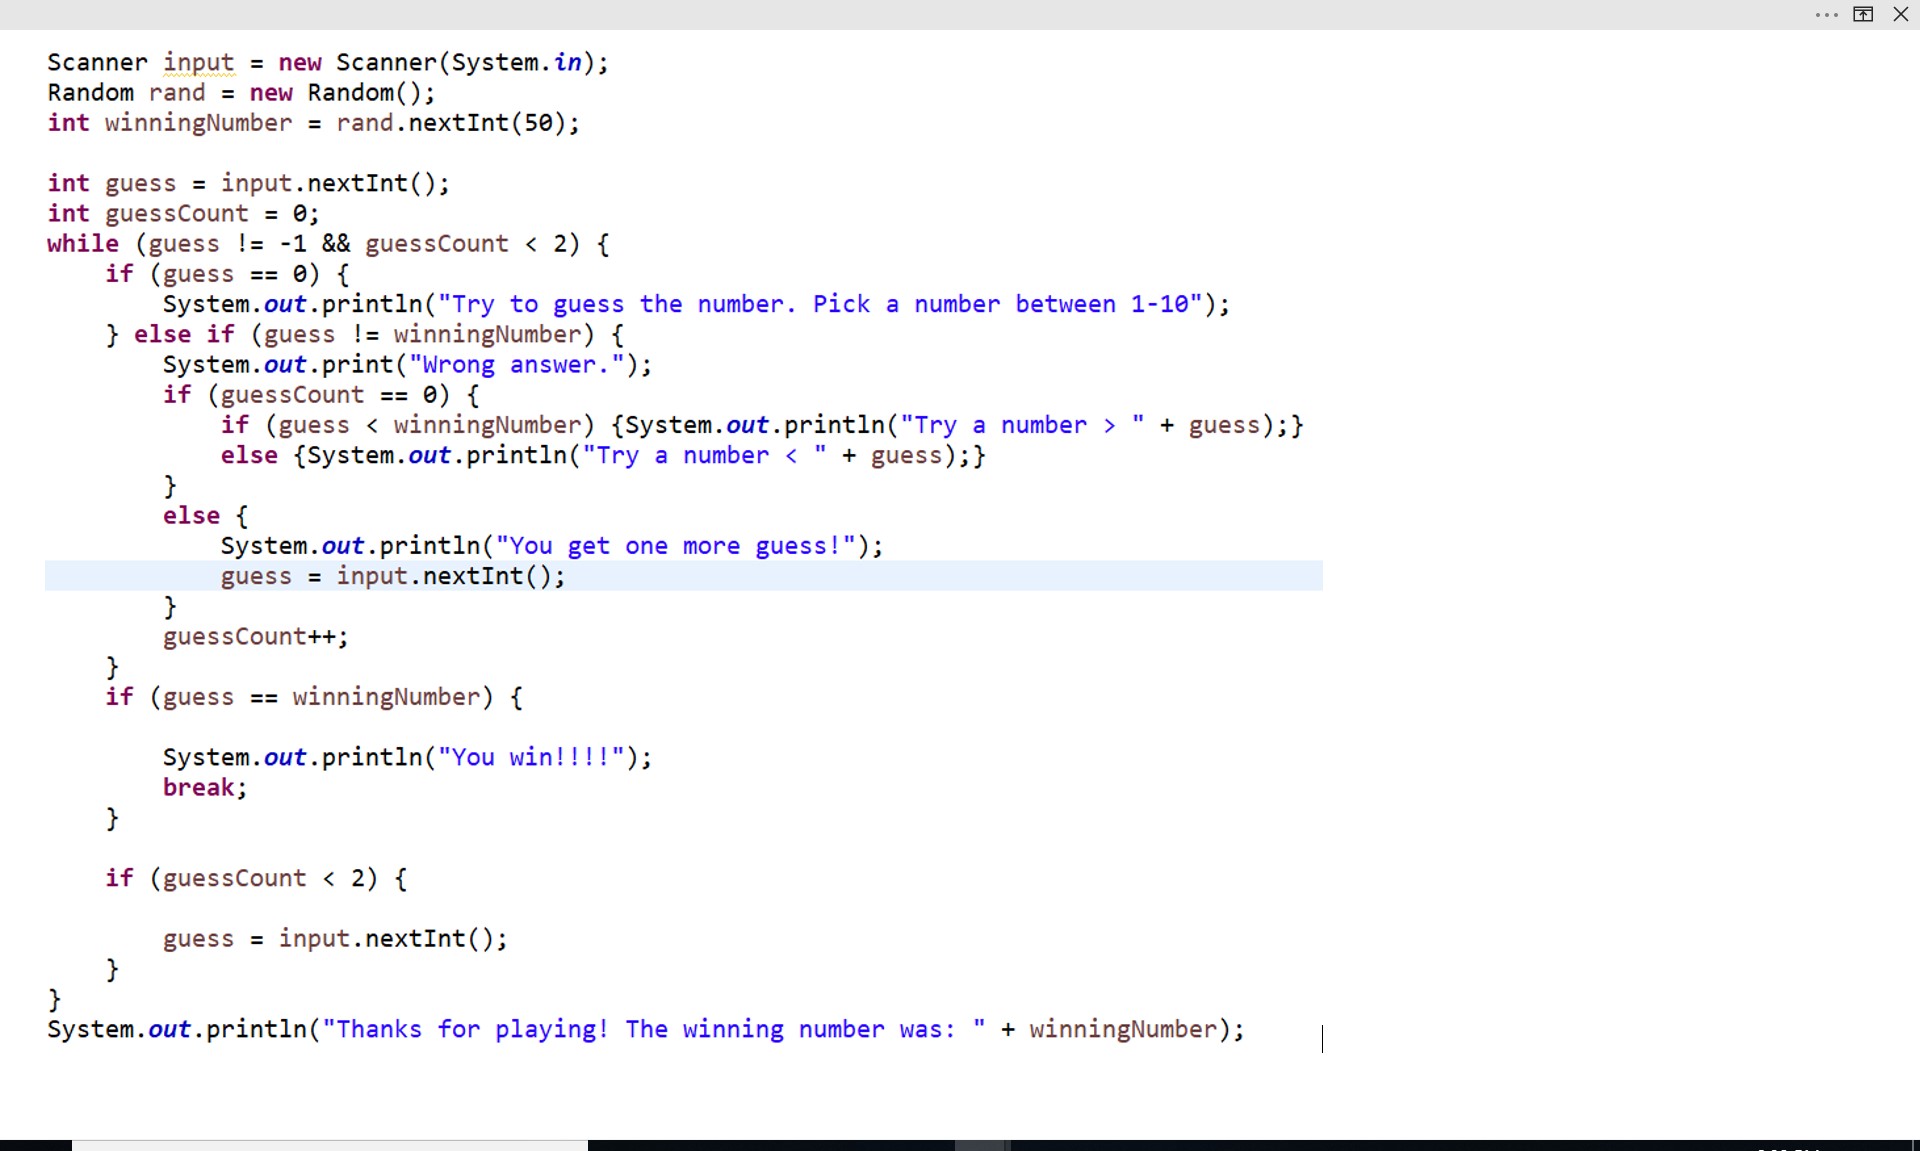 Scanner input = new Scanner(System.in);
Random rand = new Random();
int winningNumber = rand.nextInt(50);

int guess = input.nextInt();
int guessCount = 0;
while (guess != -1 && guessCount < 2) {
    if (guess == 0) {
        System.out.println("Try to guess the number. Pick a number between 1-10");
    } else if (guess != winningNumber) {
        System.out.print("Wrong answer.");
        if (guessCount == 0) {
            if (guess < winningNumber) {System.out.println("Try a number > " + guess);}
            else {System.out.println("Try a number < " + guess);}
        }
        else {
            System.out.println("You get one more guess!");
            guess = input.nextInt();
        }
        guessCount++;
    }
    if (guess == winningNumber) {

        System.out.println("You win!!!!");
        break;
    }

    if (guessCount < 2) {

        guess = input.nextInt();
    }
}
System.out.println("Thanks for playing! The winning number was: " + winningNumber);